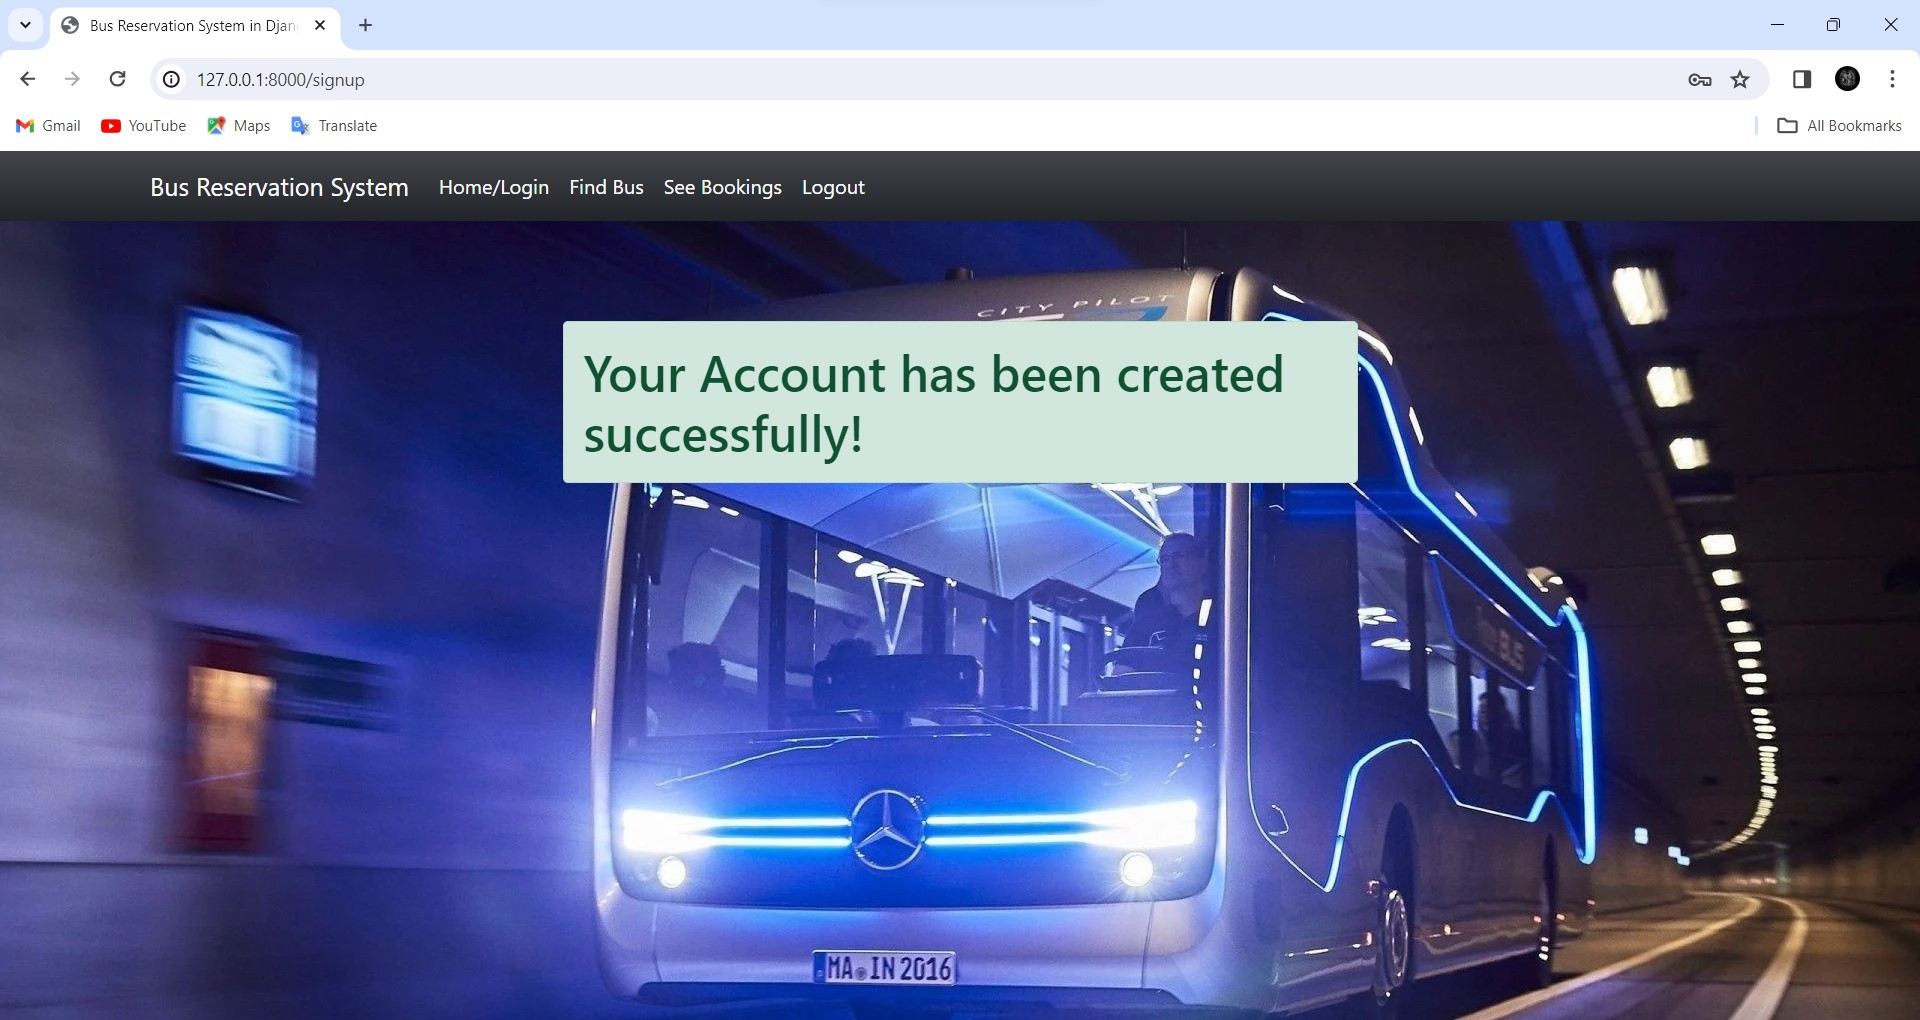 Bus Reservation System in Djan
127.0.0.1:8000/signup
Gmail YouTube Maps Translate All Bookmarks
Bus Reservation System Home/Login Find Bus See Bookings Logout
CITY PILOT
Your Account has been created
successfully!
BUS
MA IN 2016